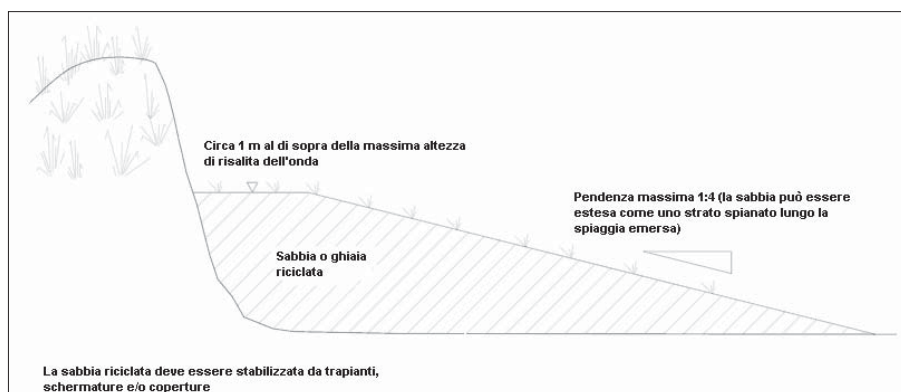 Circa 1 m al di sopra della massima altezza
di risalita dell'onda
Pendenza massima 1:4 (la sabbia può essere
estesa come uno strato spianato lungo la
spiaggia emersa)
Sabbia o ghiaia
riciclata
La sabbia riciclata deve essere stabilizzata da trapianti,
schermature e/o coperture